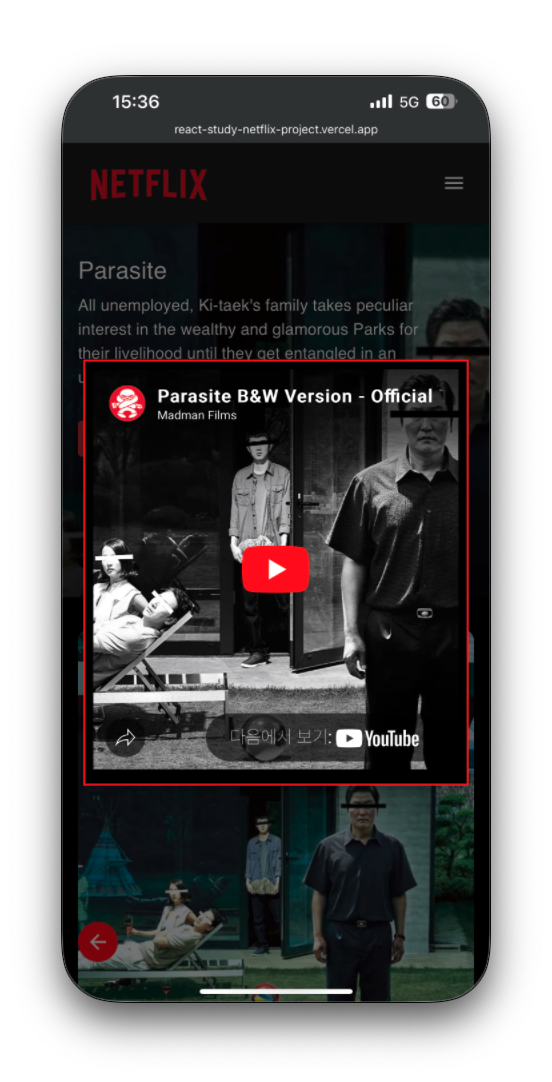 15:36
5G
60
react-study-netflix-project.vercel.app
NETFLIX
Parasite
All unemployed, Ki-taek's family takes peculiar
interest in the wealthy and glamorous Parks for
their livelihood until they get entangled in an
Parasite B&W Version - Official
Madman Films
다음에서 보기: YouTube